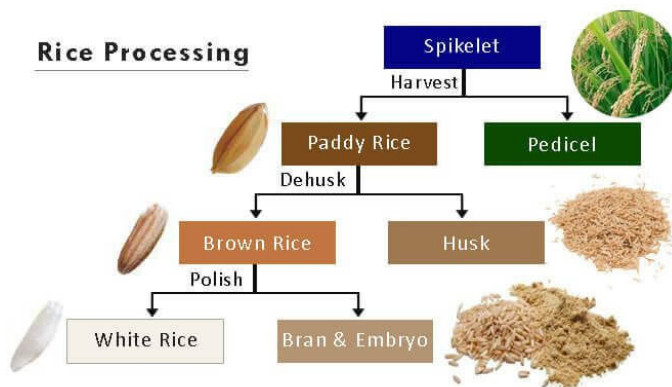 Rice Processing
Spikelet
Harvest
Paddy Rice
Pedicel
Dehusk
Brown Rice
Husk
Polish
White Rice
Bran & Embryo